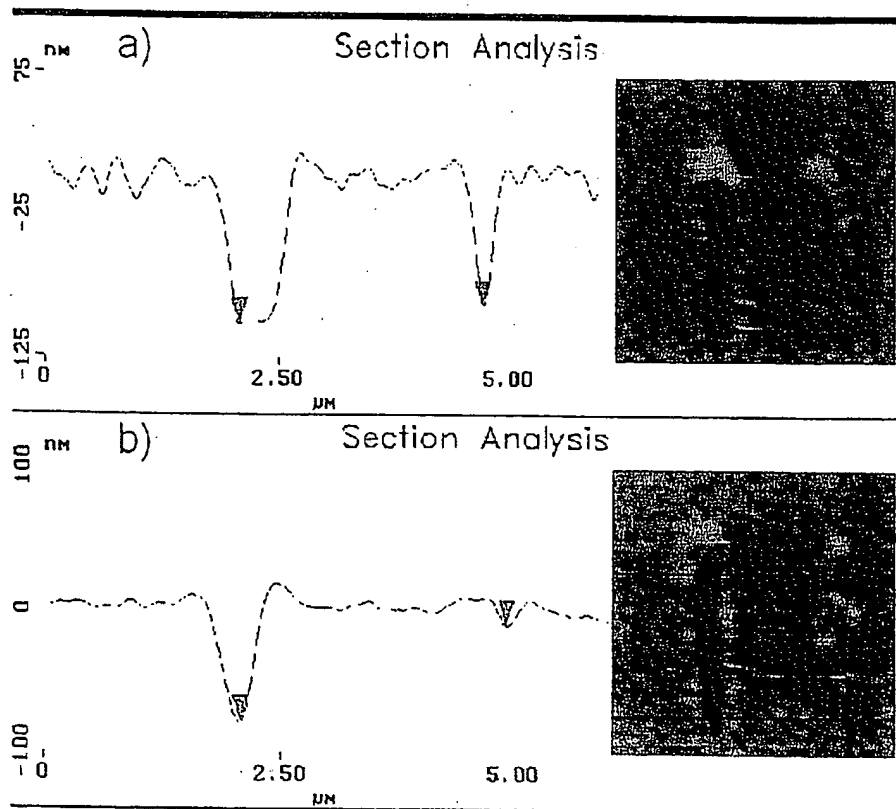 nM a) Section Analysis
75
-25
-125
0 2.50 5.00
μM
nM b) Section Analysis
100
0
-100
0 2.50 5.00
μM